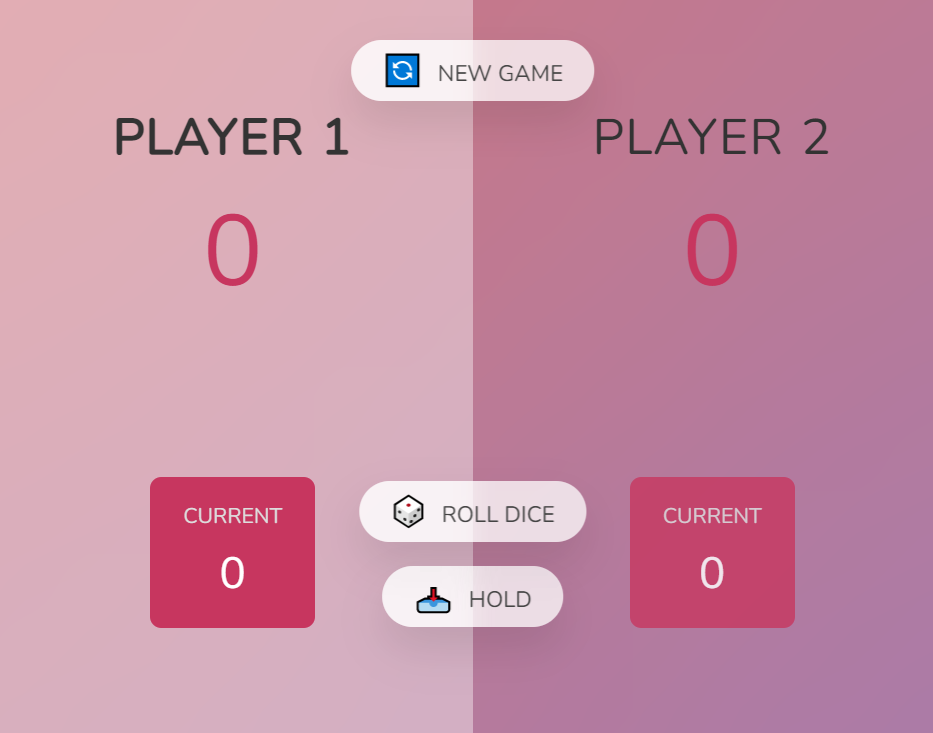 NEW GAME
PLAYER 1
PLAYER 2
0
0
CURRENT
0
ROLL DICE
HOLD
CURRENT
0